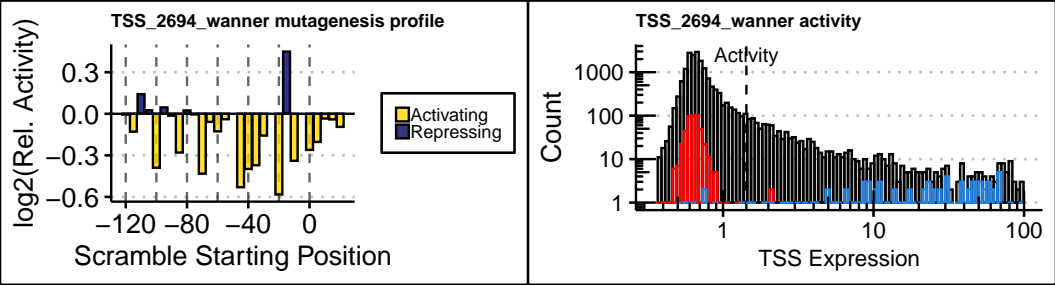 TSS_2694_wanner mutagenesis profile
log2(Rel. Activity)
0.3
0.0
−0.3
−0.6
−120
−80
−40
0
Scramble Starting Position
Activating
Repressing
TSS_2694_wanner activity
Activity
Count
1000
100
10
1
1
10
100
TSS Expression